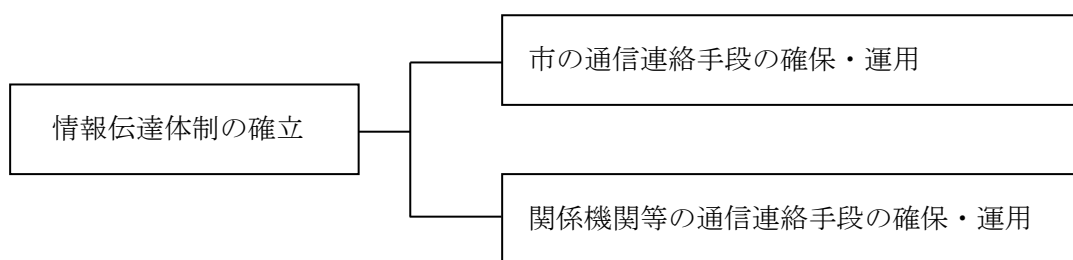 情報伝達体制の確立
市の通信連絡手段の確保・運用
関係機関等の通信連絡手段の確保・運用